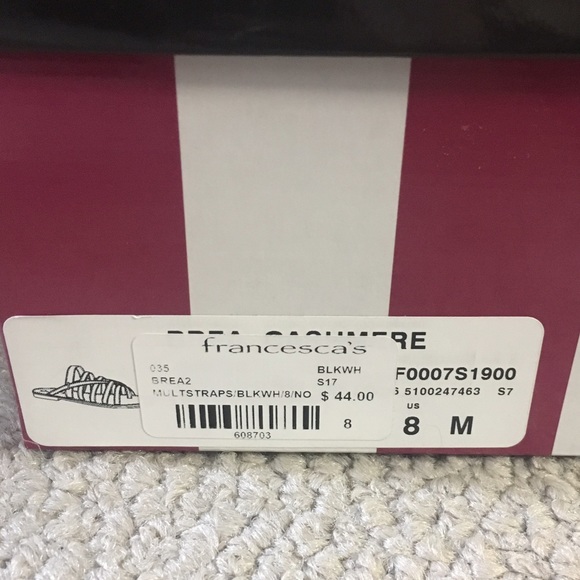 BREA CASHMERE
francesca's
035 BLKWH
BREA2 S17
MULTSTRAPS/BLKWH/8/NO $ 44.00
608703 8
F0007S1900
5100247463 S7
US
8 M